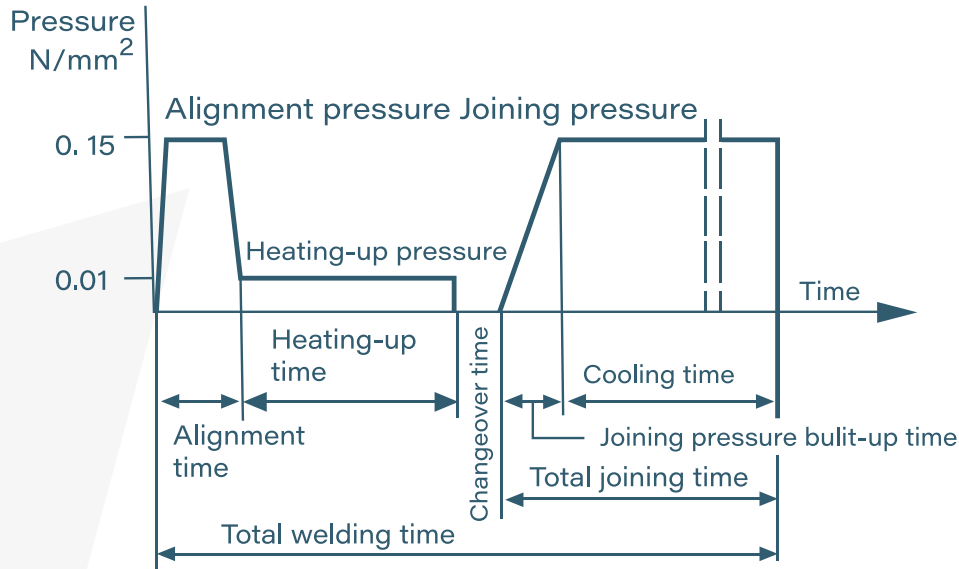 Pressure
N/mm²
Alignment pressure Joining pressure
0. 15
Heating-up pressure
0.01
Time
Heating-up
time
Changeover time
Cooling time
Alignment
time
Joining pressure bulit-up time
Total joining time
Total welding time